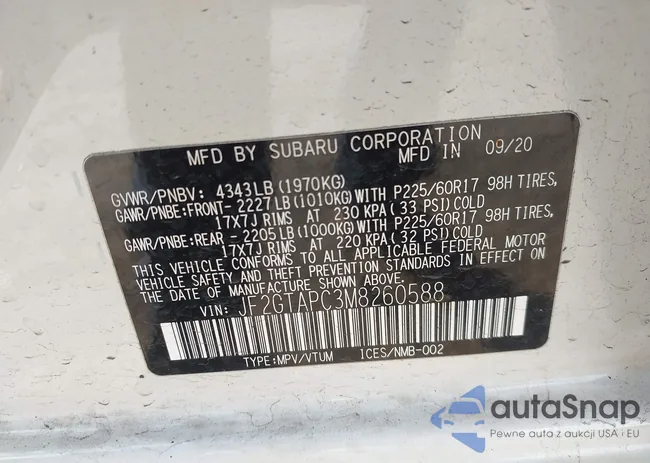 MFD BY SUBARU CORPORATION
MFD IN 09/20
GVWR/PNBV: 4343LB(1970KG)
GAWR/PNBE:FRONT- 2227LB(1010KG)WITH P225/60R17 98H TIRES,
17X7J RIMS AT 230 KPA(33 PSI)COLD
GAWR/PNBE:REAR - 2205LB(1000KG)WITH P225/60R17 98H TIRES,
17X7J RIMS AT 220 KPA(32 PSI)COLD
THIS VEHICLE CONFORMS TO ALL APPLICABLE FEDERAL MOTOR
VEHICLE SAFETY AND THEFT PREVENTION STANDARDS IN EFFECT ON
THE DATE OF MANUFACTURE SHOWN ABOVE.
VIN: JF2GTAPC3M8260588
TYPE:MPV/VTUM ICES/NMB-002
autoSnap
Pewne auta z aukcji USA i EU